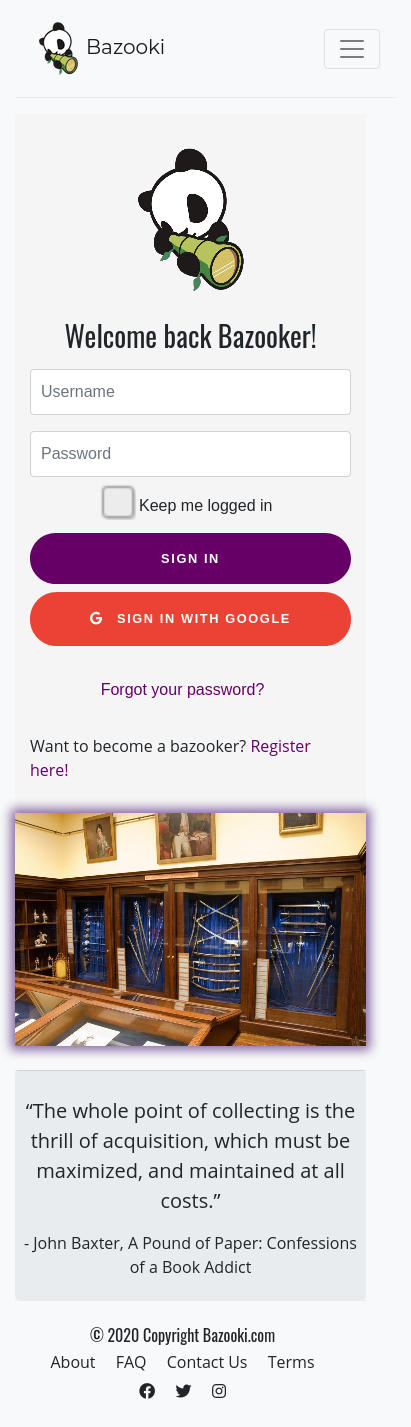 Bazooki
Welcome back Bazooker!
Username
Password
Keep me logged in
SIGN IN
SIGN IN WITH GOOGLE
Forgot your password?
Want to become a bazooker? Register
here!
“The whole point of collecting is the
thrill of acquisition, which must be
maximized, and maintained at all
costs.”
- John Baxter, A Pound of Paper: Confessions
of a Book Addict
© 2020 Copyright Bazooki.com
About FAQ Contact Us Terms